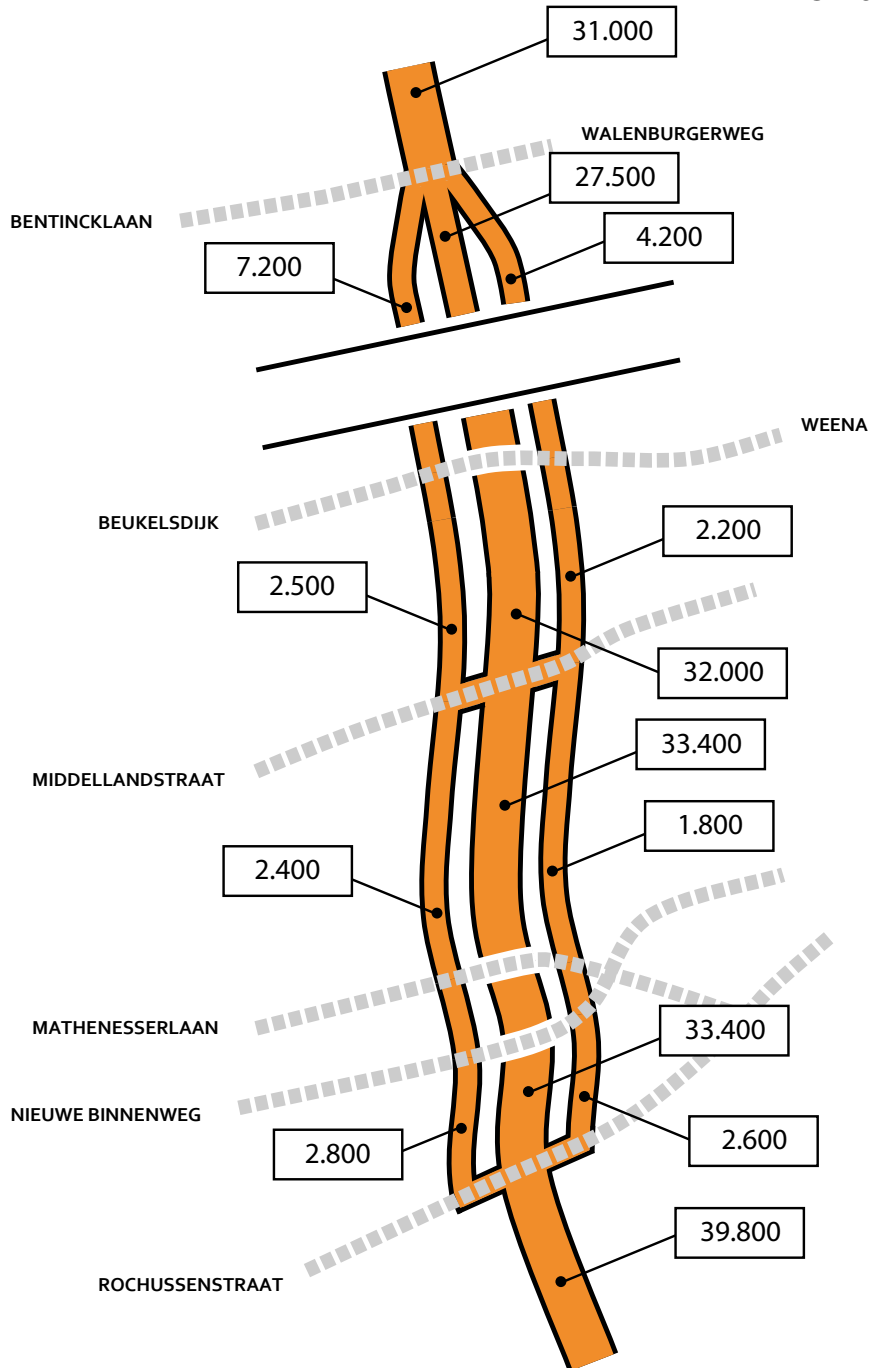 31.000
WALENBURGERWEG
27.500
BENTINCKLAAN
4.200
7.200
WEENA
BEUKELSDIJK
2.200
2.500
32.000
33.400
MIDDELLANDSTRAAT
1.800
2.400
MATHENESSERLAAN
33.400
NIEUWE BINNENWEG
2.800
2.600
39.800
ROCHUSSENSTRAAT